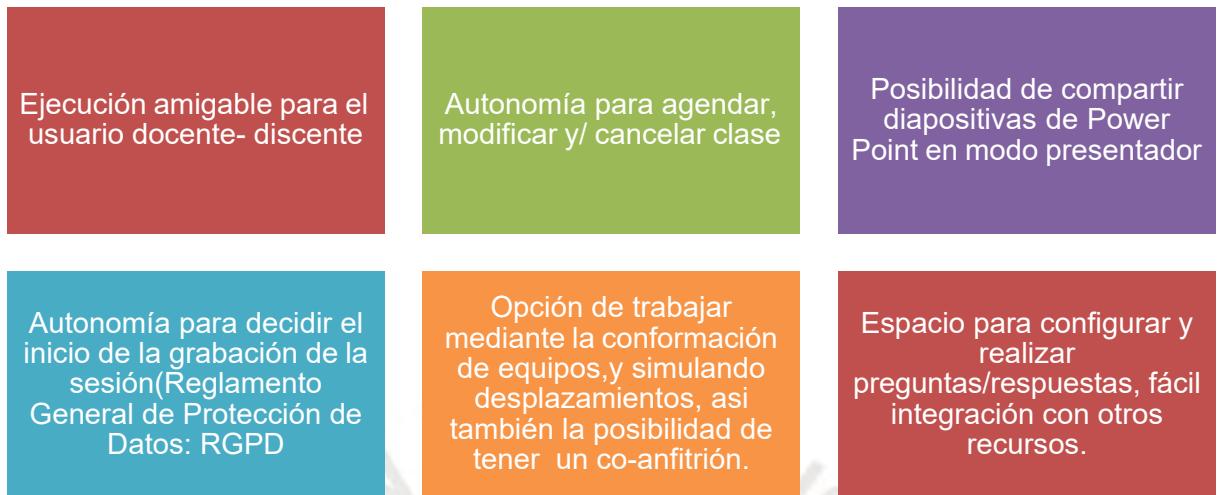 Ejecución amigable para el
usuario docente- discente
Autonomía para agendar,
modificar y/ cancelar clase
Posibilidad de compartir
diapositivas de Power
Point en modo presentador
Autonomía para decidir el
inicio de la grabación de la
sesión(Reglamento
General de Protección de
Datos: RGPD
Opción de trabajar
mediante la conformación
de equipos,y simulando
desplazamientos, asi
también la posibilidad de
tener  un co-anfitrión.
Espacio para configurar y
realizar
preguntas/respuestas, fácil
integración con otros
recursos.